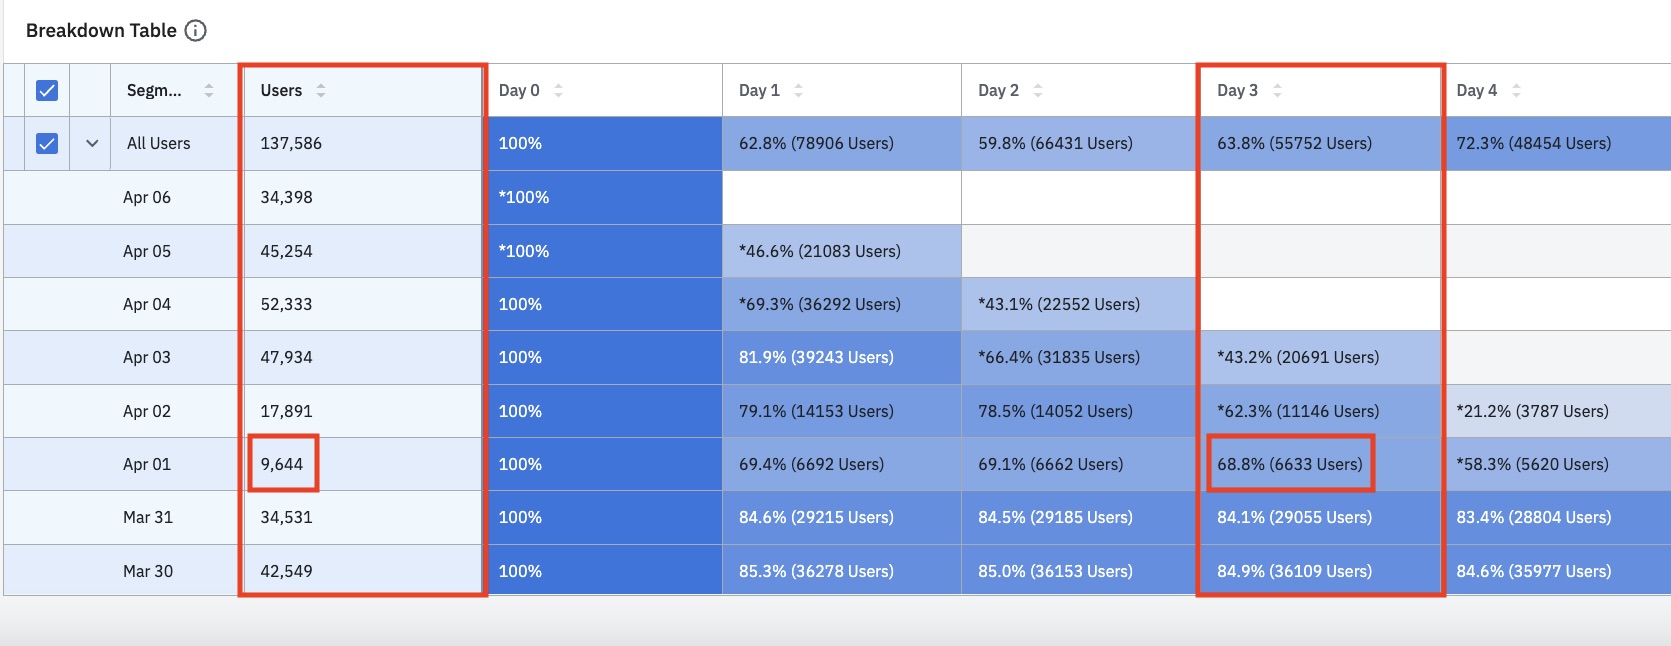 Breakdown Table
Segm... Users Day 0 Day 1 Day 2 Day 3 Day 4
All Users 137,586 100% 62.8% (78906 Users) 59.8% (66431 Users) 63.8% (55752 Users) 72.3% (48454 Users)
Apr 06 34,398 *100%
Apr 05 45,254 *100% *46.6% (21083 Users)
Apr 04 52,333 100% *69.3% (36292 Users) *43.1% (22552 Users)
Apr 03 47,934 100% 81.9% (39243 Users) *66.4% (31835 Users) *43.2% (20691 Users)
Apr 02 17,891 100% 79.1% (14153 Users) 78.5% (14052 Users) *62.3% (11146 Users) *21.2% (3787 Users)
Apr 01 9,644 100% 69.4% (6692 Users) 69.1% (6662 Users) 68.8% (6633 Users) *58.3% (5620 Users)
Mar 31 34,531 100% 84.6% (29215 Users) 84.5% (29185 Users) 84.1% (29055 Users) 83.4% (28804 Users)
Mar 30 42,549 100% 85.3% (36278 Users) 85.0% (36153 Users) 84.9% (36109 Users) 84.6% (35977 Users)